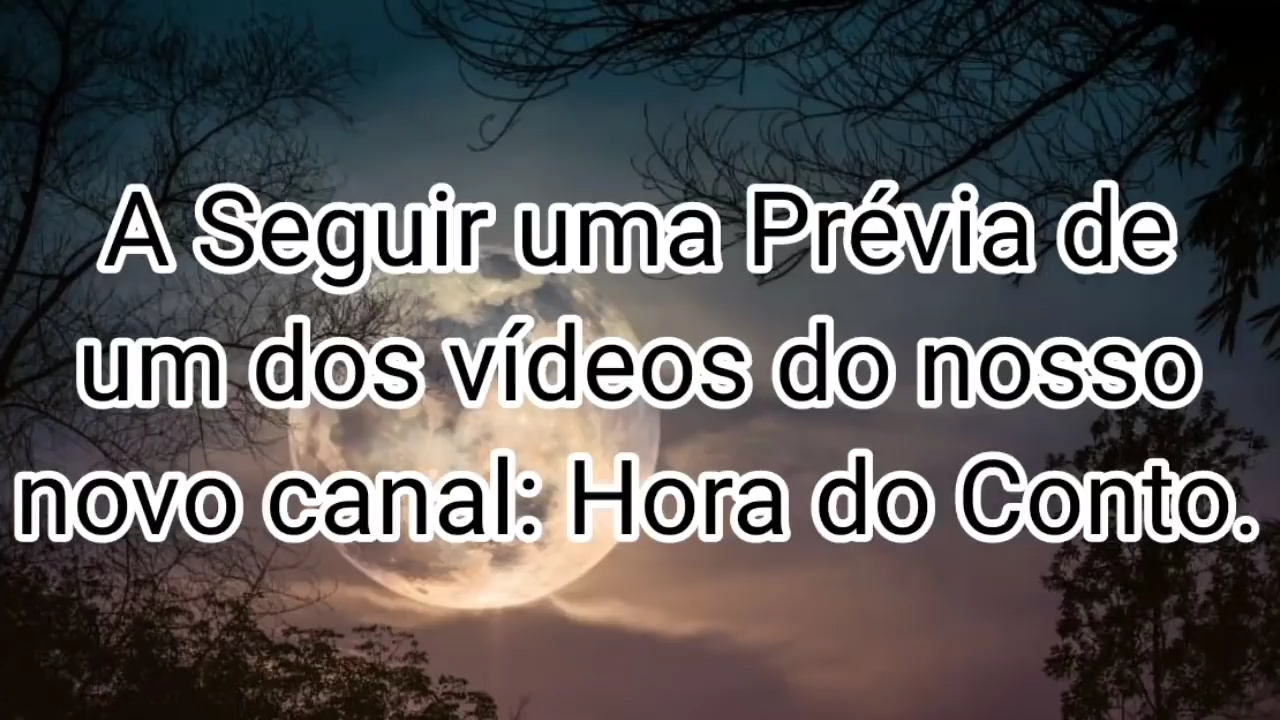 A Seguir uma Prévia de
um dos vídeos do nosso
novo canal: Hora do Conto.